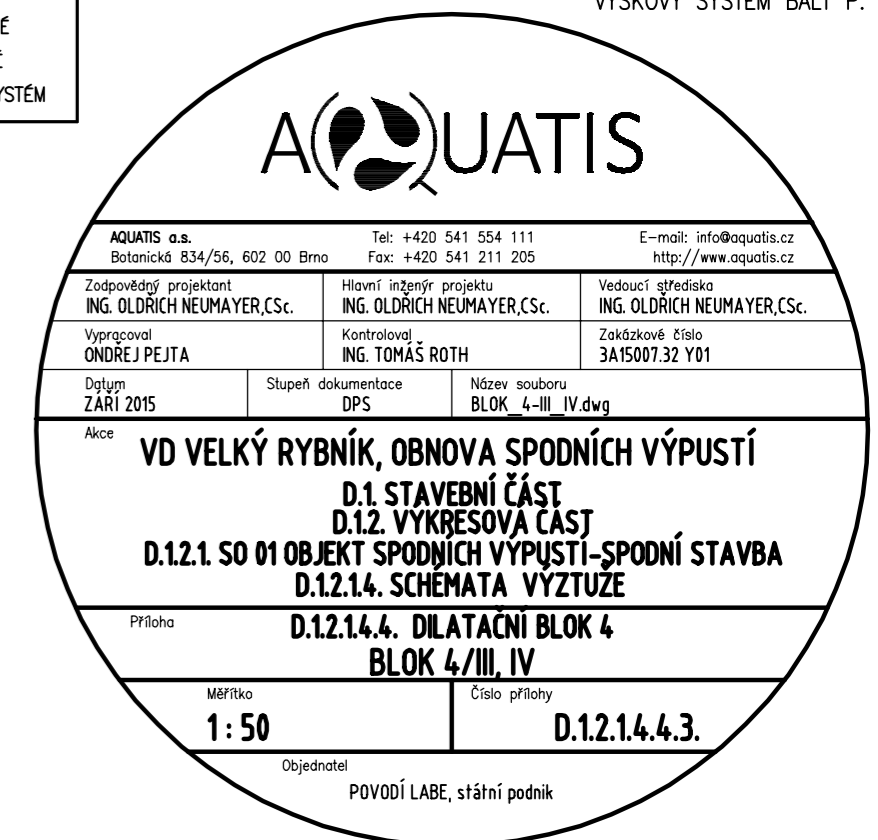 VÝŠKOVÝ SYSTÉM BALT P.
É
YSTÉM
AQUATIS
AQUATIS a.s. Tel: +420 541 554 111 E-mail: info@aquatis.cz
Botanická 834/56, 602 00 Brno Fax: +420 541 211 205 http://www.aquatis.cz
Zodpovědný projektant Hlavní inženýr projektu Vedoucí střediska
ING. OLDŘICH NEUMAYER,CSc. ING. OLDŘICH NEUMAYER,CSc. ING. OLDŘICH NEUMAYER,CSc.
Vypracoval Kontroloval Zakázkové číslo
ONDŘEJ PEJTA ING. TOMÁŠ ROTH 3A15007.32 Y01
Datum Stupeň dokumentace Název souboru
ZÁŘÍ 2015 DPS BLOK_4-III_IV.dwg
Akce
VD VELKÝ RYBNÍK, OBNOVA SPODNÍCH VÝPUSTÍ
D.1. STAVEBNÍ ČÁST
D.1.2. VÝKRESOVÁ ČÁST
D.1.2.1. SO 01 OBJEKT SPODNÍCH VÝPUSTÍ-SPODNÍ STAVBA
D.1.2.1.4. SCHÉMATA VÝZTUŽE
Příloha
D.1.2.1.4.4. DILATAČNÍ BLOK 4
BLOK 4/III, IV
Měřítko Číslo přílohy
1:50 D.1.2.1.4.4.3.
Objednatel
POVODÍ LABE, státní podnik